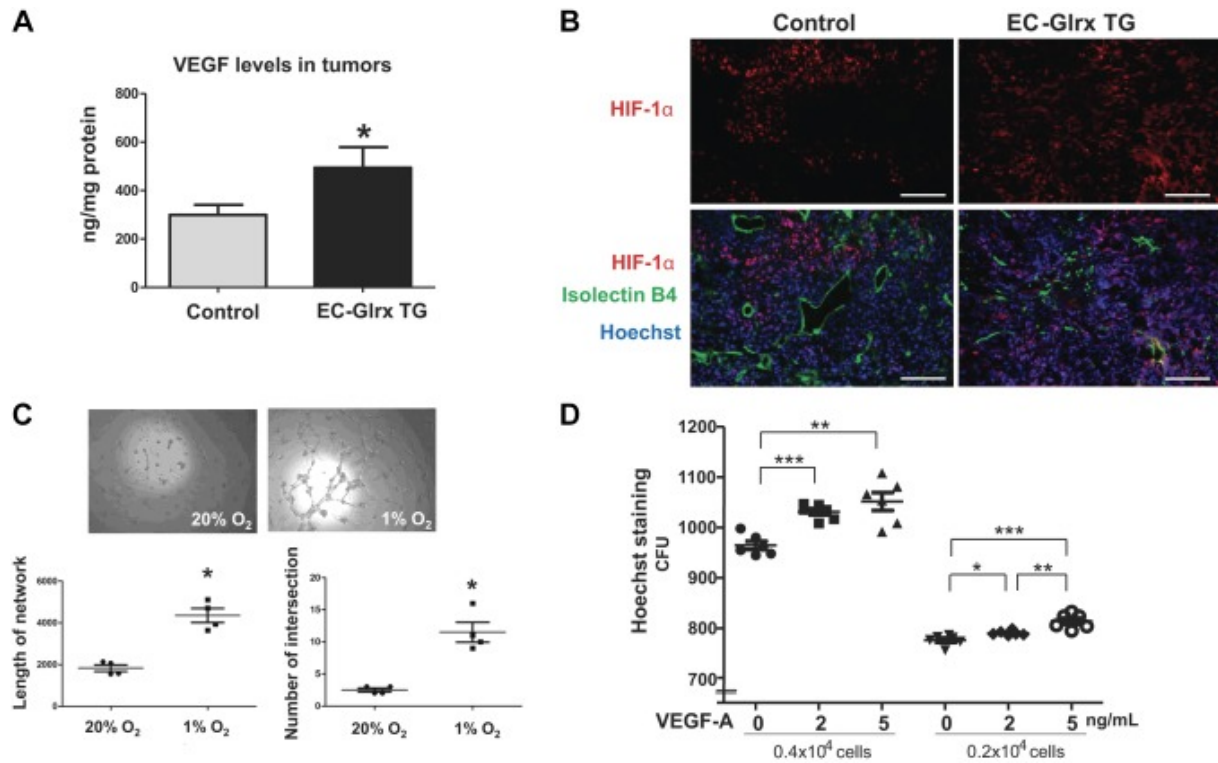 A
VEGF levels in tumors
ng/mg protein
800
600
400
200
0
*
Control
EC-Glrx TG
B
Control
EC-Glrx TG
HIF-1α
HIF-1α
Isolectin B4
Hoechst
C
20% O₂
1% O₂
Length of network
6000
4000
2000
0
*
20% O₂
1% O₂
Number of intersection
20
15
10
5
0
*
20% O₂
1% O₂
D
Hoechst staining
CFU
1200
1100
1000
900
800
700
**
***
***
*
**
VEGF-A
0
2
5
0
2
5
ng/mL
0.4x10⁴ cells
0.2x10⁴ cells